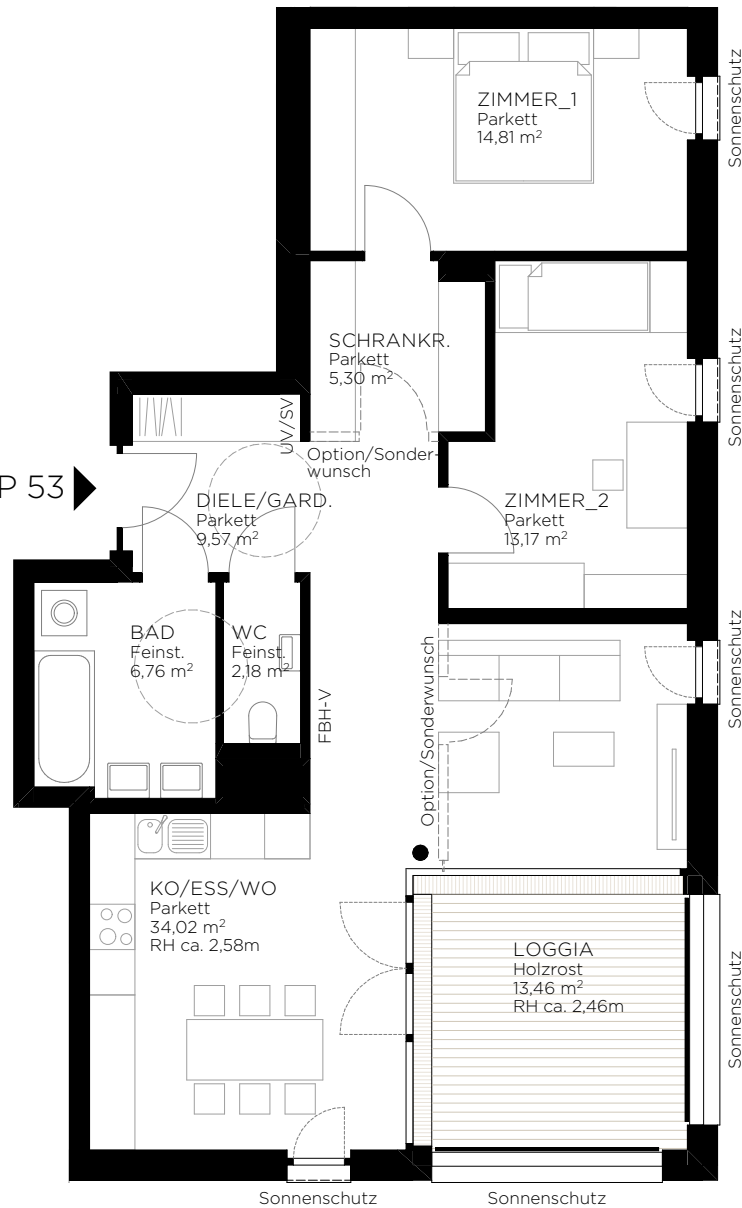 Sonnenschutz
ZIMMER_1
Parkett
14,81 m²
SCHRANKR.
Parkett
5,30 m²
Sonnenschutz
UV/SV
Option/Sonder-
wunsch
P 53
DIELE/GARD.
Parkett
9,57 m²
ZIMMER_2
Parkett
13,17 m²
BAD
Feinst.
6,76 m²
WC
Feinst.
2,18 m²
FBH-V
Option/Sonderwunsch
Sonnenschutz
KO/ESS/WO
Parkett
34,02 m²
RH ca. 2,58m
LOGGIA
Holzrost
13,46 m²
RH ca. 2,46m
Sonnenschutz
Sonnenschutz
Sonnenschutz